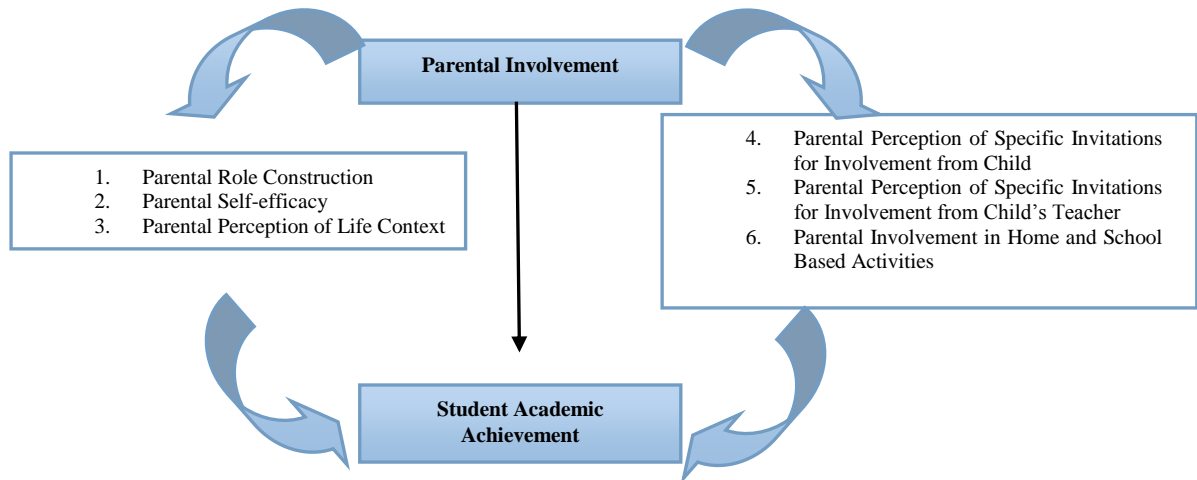 Parental Involvement
1. Parental Role Construction
2. Parental Self-efficacy
3. Parental Perception of Life Context
4. Parental Perception of Specific Invitations
for Involvement from Child
5. Parental Perception of Specific Invitations
for Involvement from Child’s Teacher
6. Parental Involvement in Home and School
Based Activities
Student Academic
Achievement